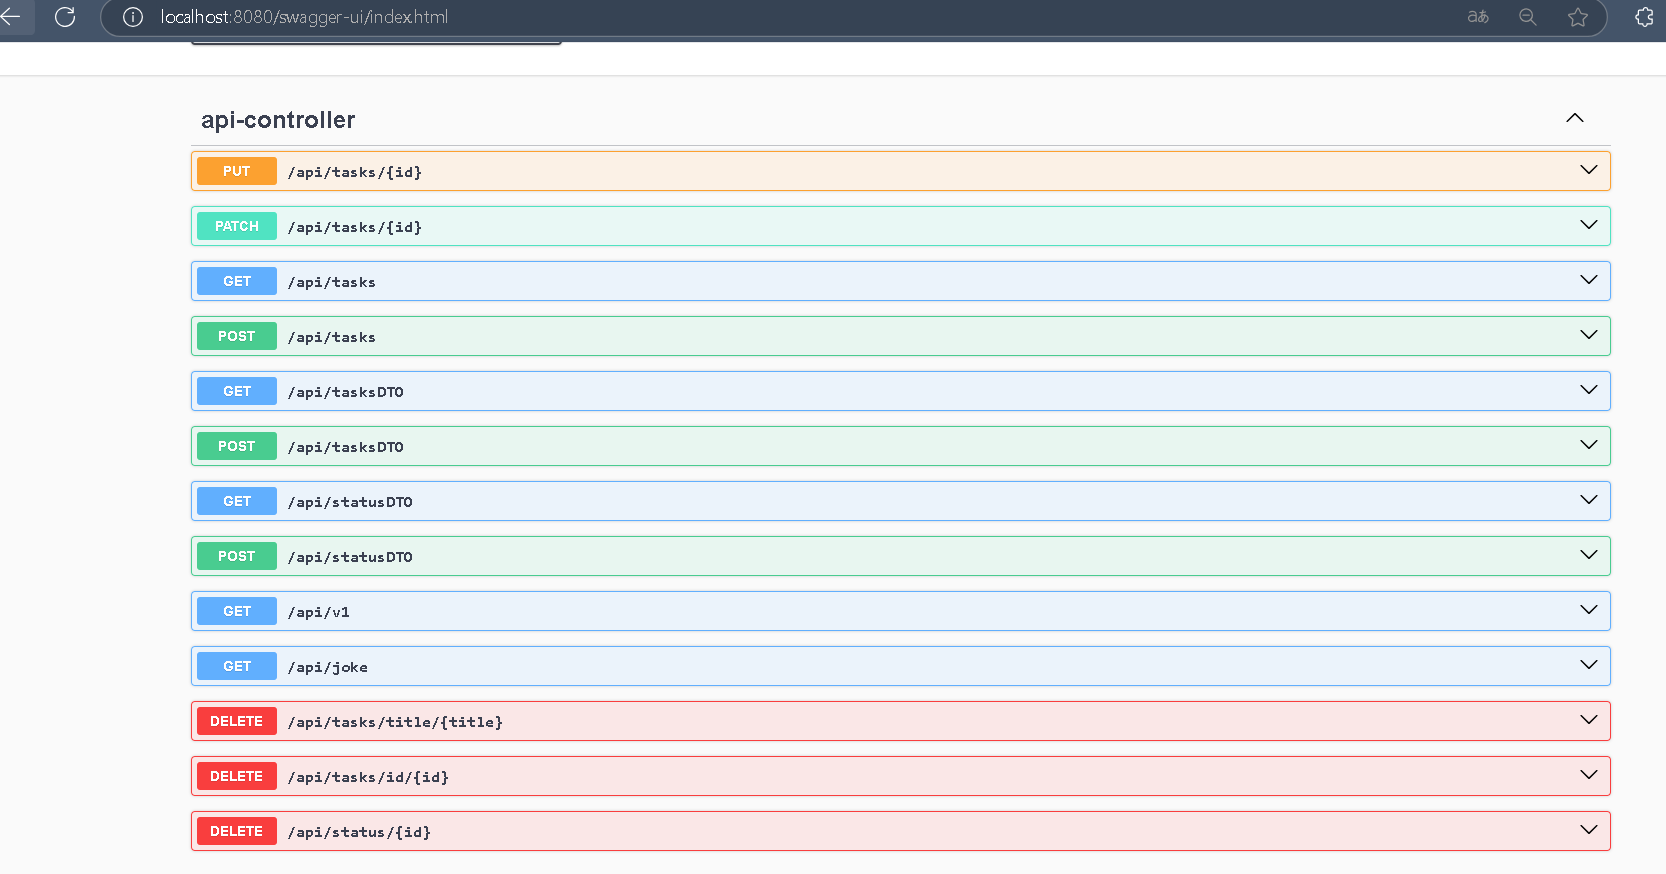 localhost:8080/swagger-ui/index.html
aあ
api-controller
PUT /api/tasks/{id}
PATCH /api/tasks/{id}
GET /api/tasks
POST /api/tasks
GET /api/tasksDTO
POST /api/tasksDTO
GET /api/statusDTO
POST /api/statusDTO
GET /api/v1
GET /api/joke
DELETE /api/tasks/title/{title}
DELETE /api/tasks/id/{id}
DELETE /api/status/{id}